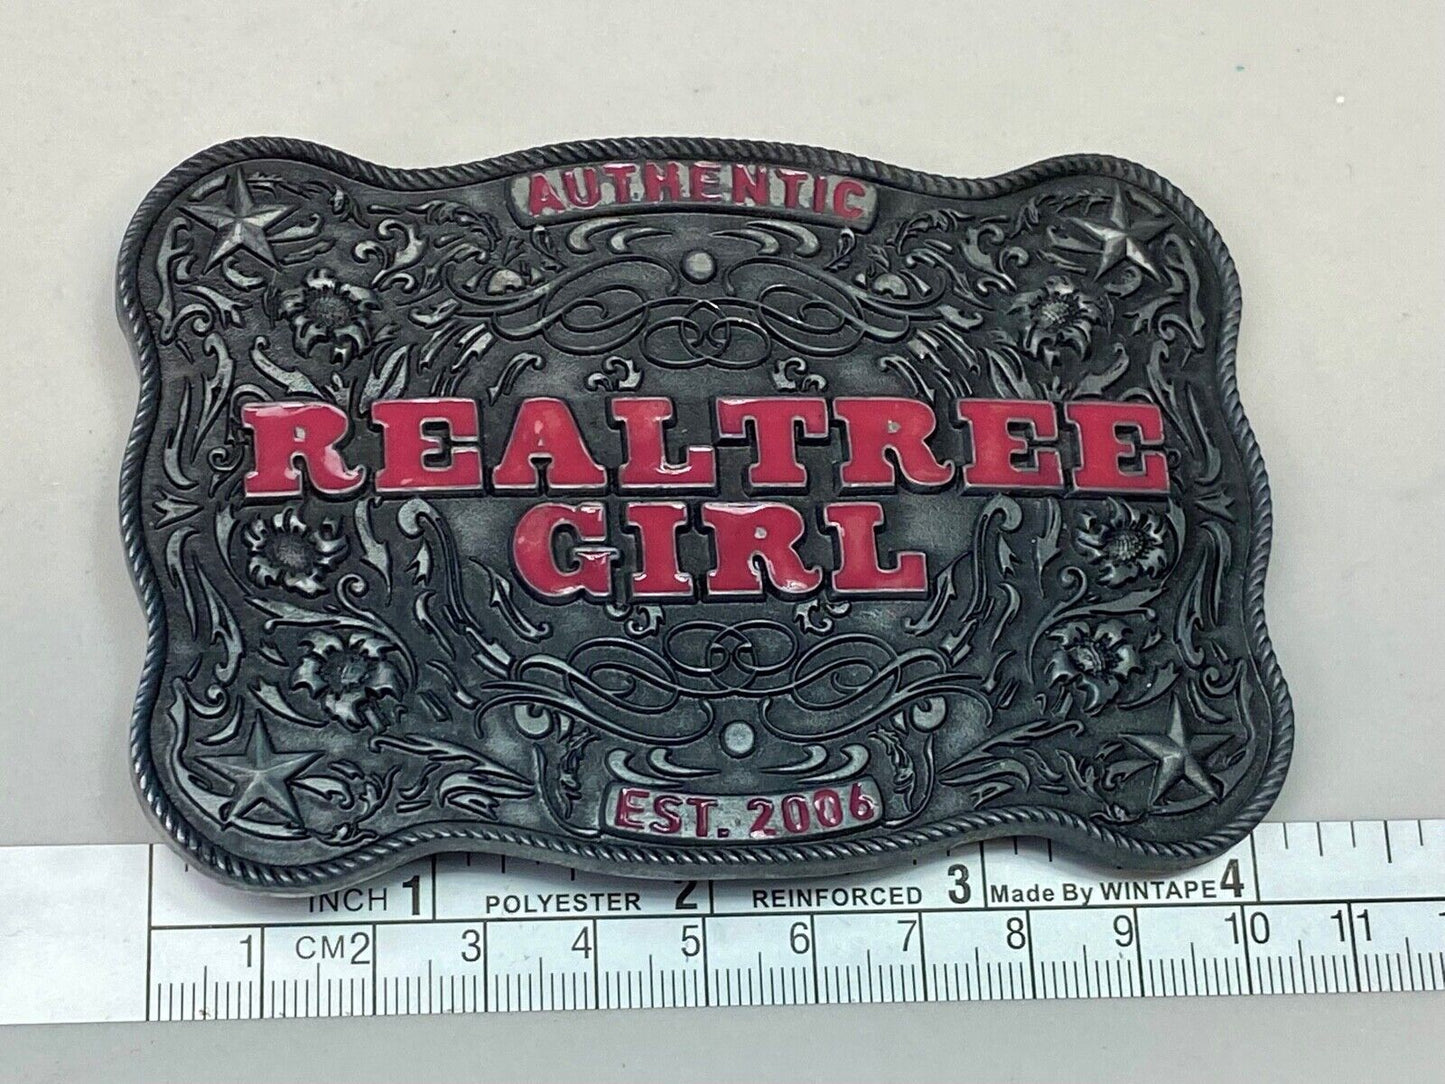 AUTHENTIC
REALTREE
GIRL
EST. 2006
INCH 1 POLYESTER 2 REINFORCED 3 Made By WINTAPE 4
1 CM 2 3 4 5 6 7 8 9 10 11